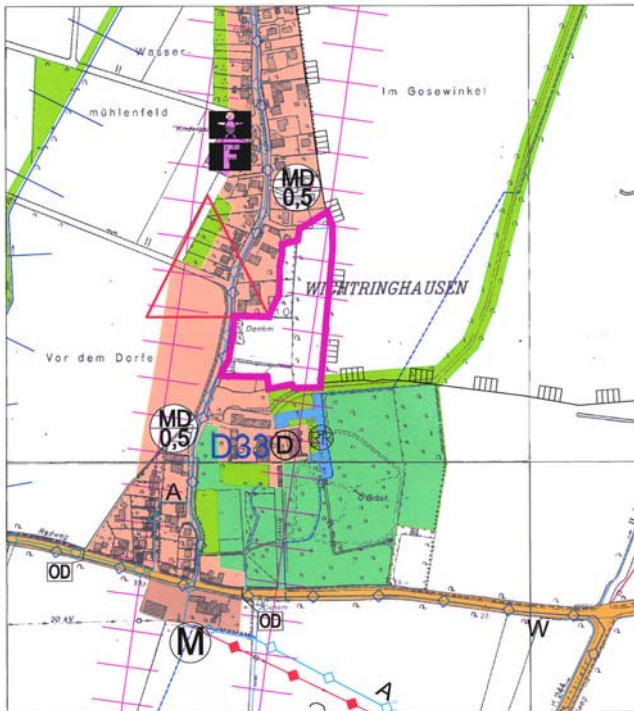 Wasser-
mühlenfeld
Im Gosewinkel
F
MD
0,5
WICHTRINGHAUSEN
Denkm
Vor dem Dorfe
MD
0,5
D33
D
A
Radweg
OD
OD
20 KV
M
W
A